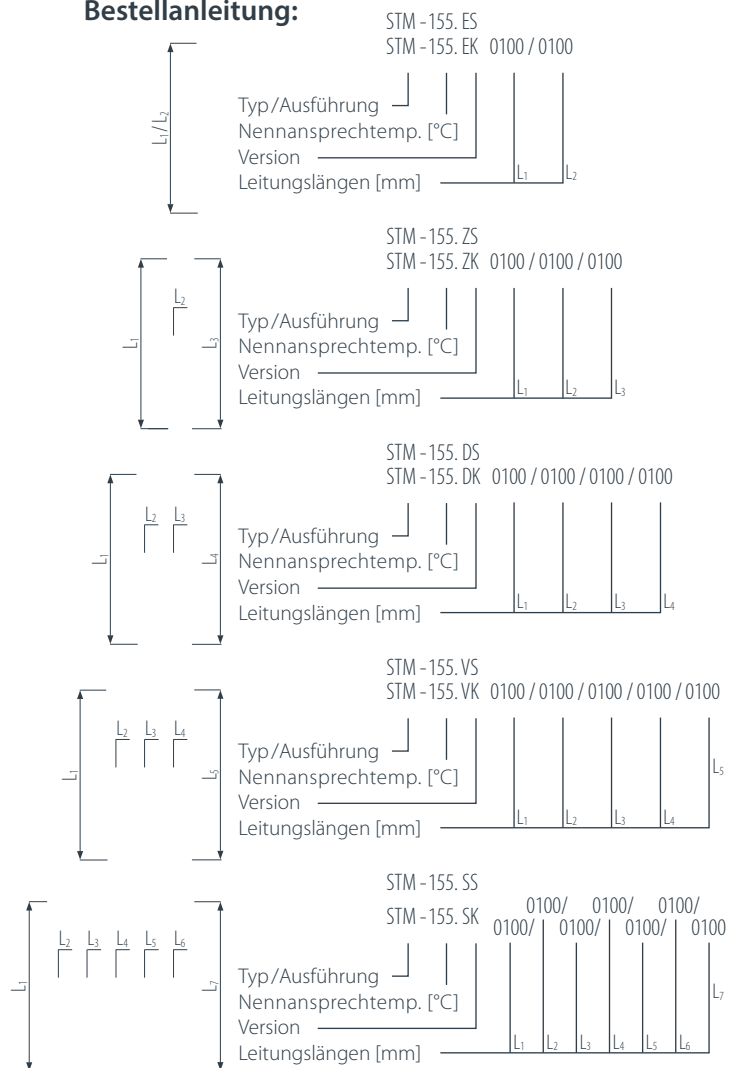 Bestellanleitung:
STM - 155. ES
STM - 155. EK 0100 / 0100
L1 / L2
Typ/Ausführung
Nennansprechtemp. [°C]
Version
Leitungslängen [mm]
L1 L2
STM - 155. ZS
STM - 155. ZK 0100 / 0100 / 0100
L1 L2 L3
Typ/Ausführung
Nennansprechtemp. [°C]
Version
Leitungslängen [mm]
L1 L2 L3
STM - 155. DS
STM - 155. DK 0100 / 0100 / 0100 / 0100
L1 L2 L3 L4
Typ/Ausführung
Nennansprechtemp. [°C]
Version
Leitungslängen [mm]
L1 L2 L3 L4
STM - 155. VS
STM - 155. VK 0100 / 0100 / 0100 / 0100 / 0100
L1 L2 L3 L4 L5
Typ/Ausführung
Nennansprechtemp. [°C]
Version
Leitungslängen [mm]
L1 L2 L3 L4 L5
STM - 155. SS
STM - 155. SK 0100/ 0100/ 0100/ 0100/ 0100/ 0100/ 0100
L1 L2 L3 L4 L5 L6 L7
Typ/Ausführung
Nennansprechtemp. [°C]
Version
Leitungslängen [mm]
L1 L2 L3 L4 L5 L6 L7